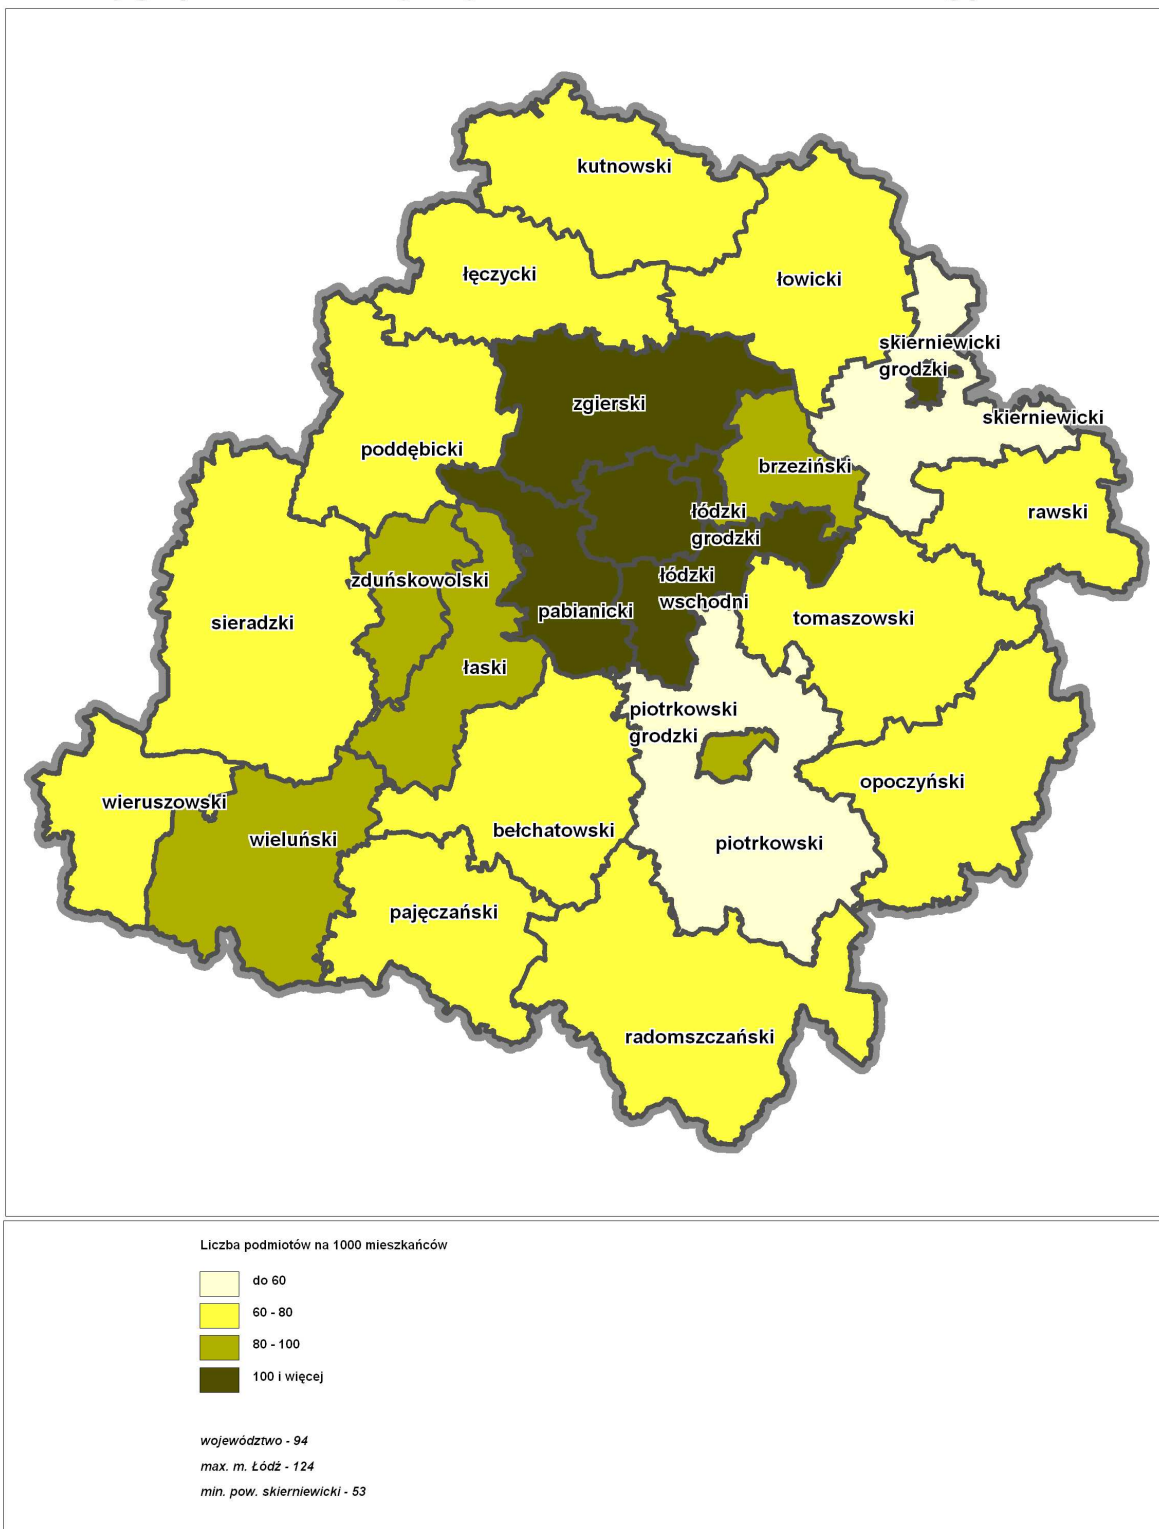 kutnowski
łęczycki
łowicki
skierniewicki
grodzki
zgierski
skierniewicki
poddębicki
brzeziński
łódzki
grodzki
rawski
zduńskowolski
łódzki
wschodni
pabianicki
sieradzki
tomaszowski
łaski
piotrkowski
grodzki
opoczyński
wieruszowski
bełchatowski
wieluński
piotrkowski
pajęczański
radomszczański
Liczba podmiotów na 1000 mieszkańców
do 60
60 - 80
80 - 100
100 i więcej
województwo - 94
max. m. Łódź - 124
min. pow. skierniewicki - 53